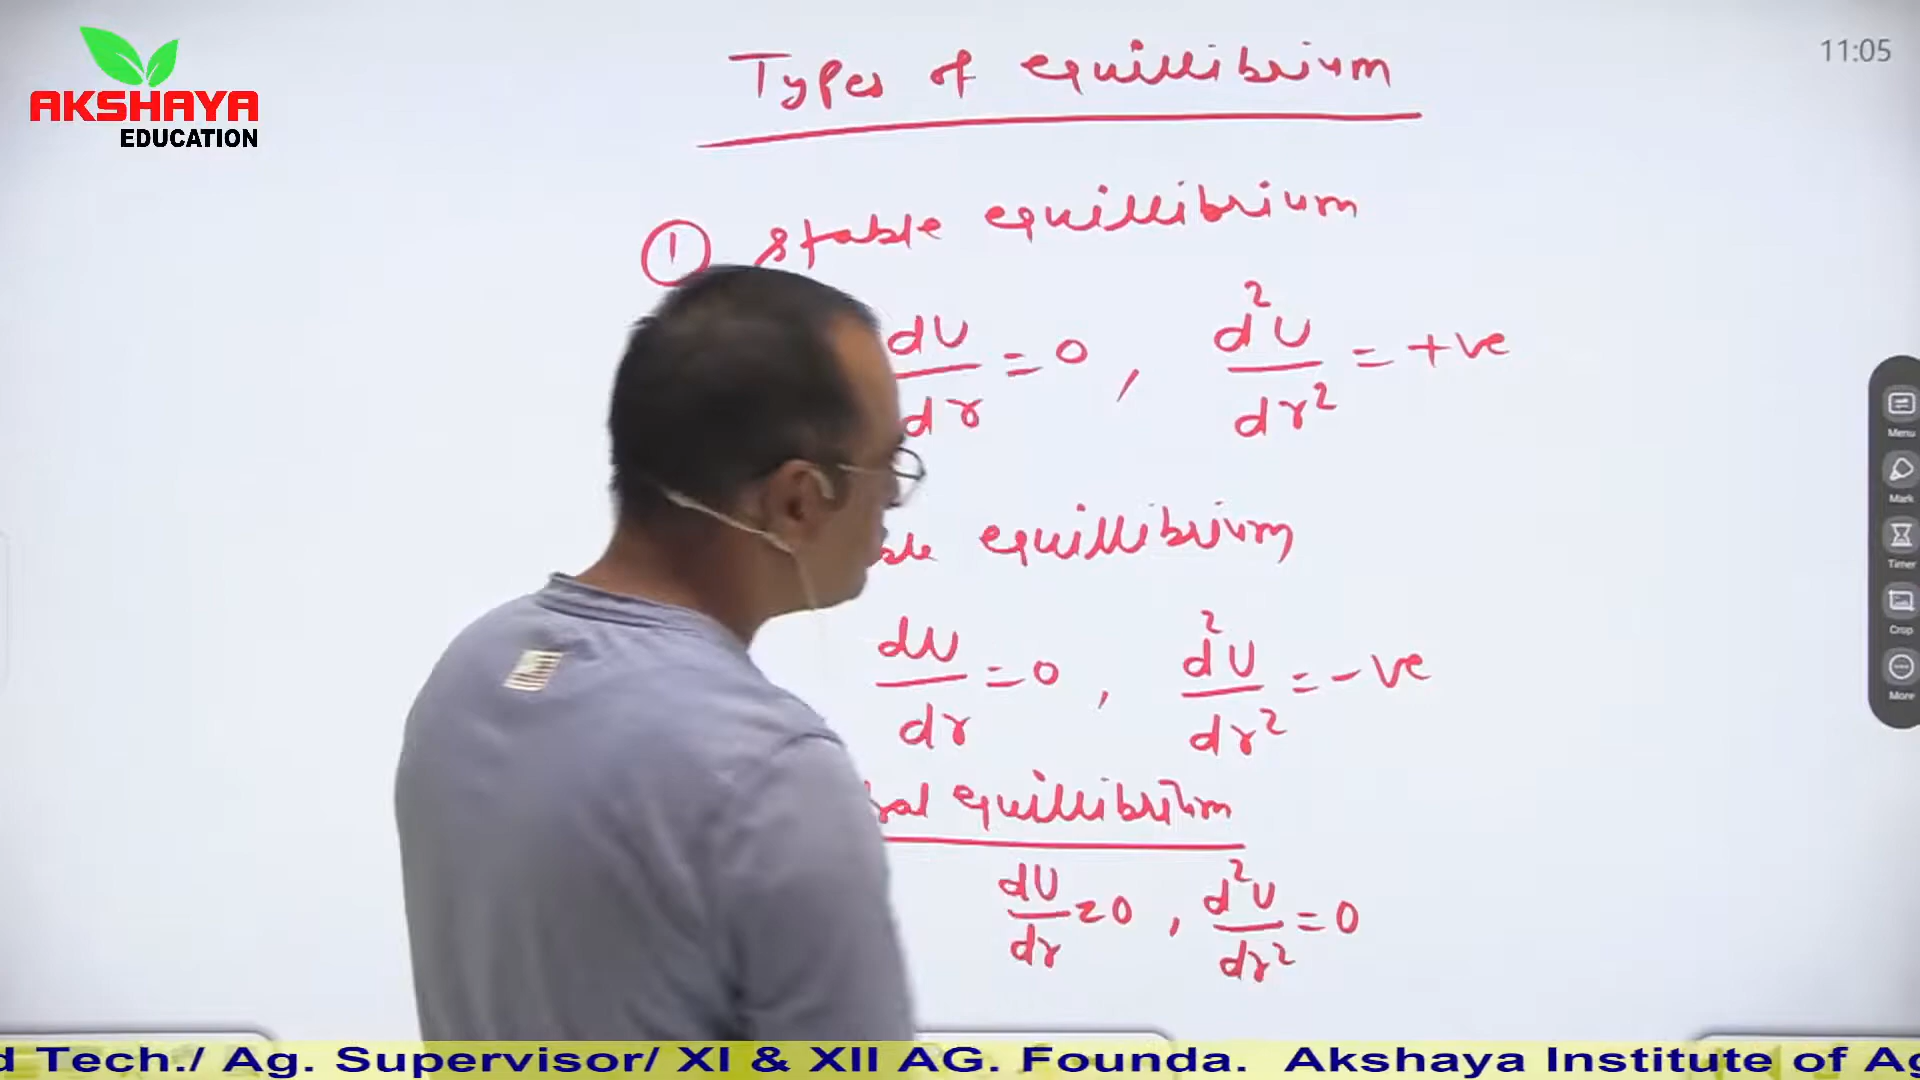 AKSHAYA
EDUCATION
11:05
Types of equillibrium
① stable equillibrium
dU/dr = 0 , d²U/dr² = +ve
equillibrium
dU/dr = 0 , d²U/dr² = -ve
equillibrium
dU/dr = 0 , d²U/dr² = 0
Menu
Mark
Timer
Crop
More
Tech./ Ag. Supervisor/ XI & XII AG. Founda. Akshaya Institute of